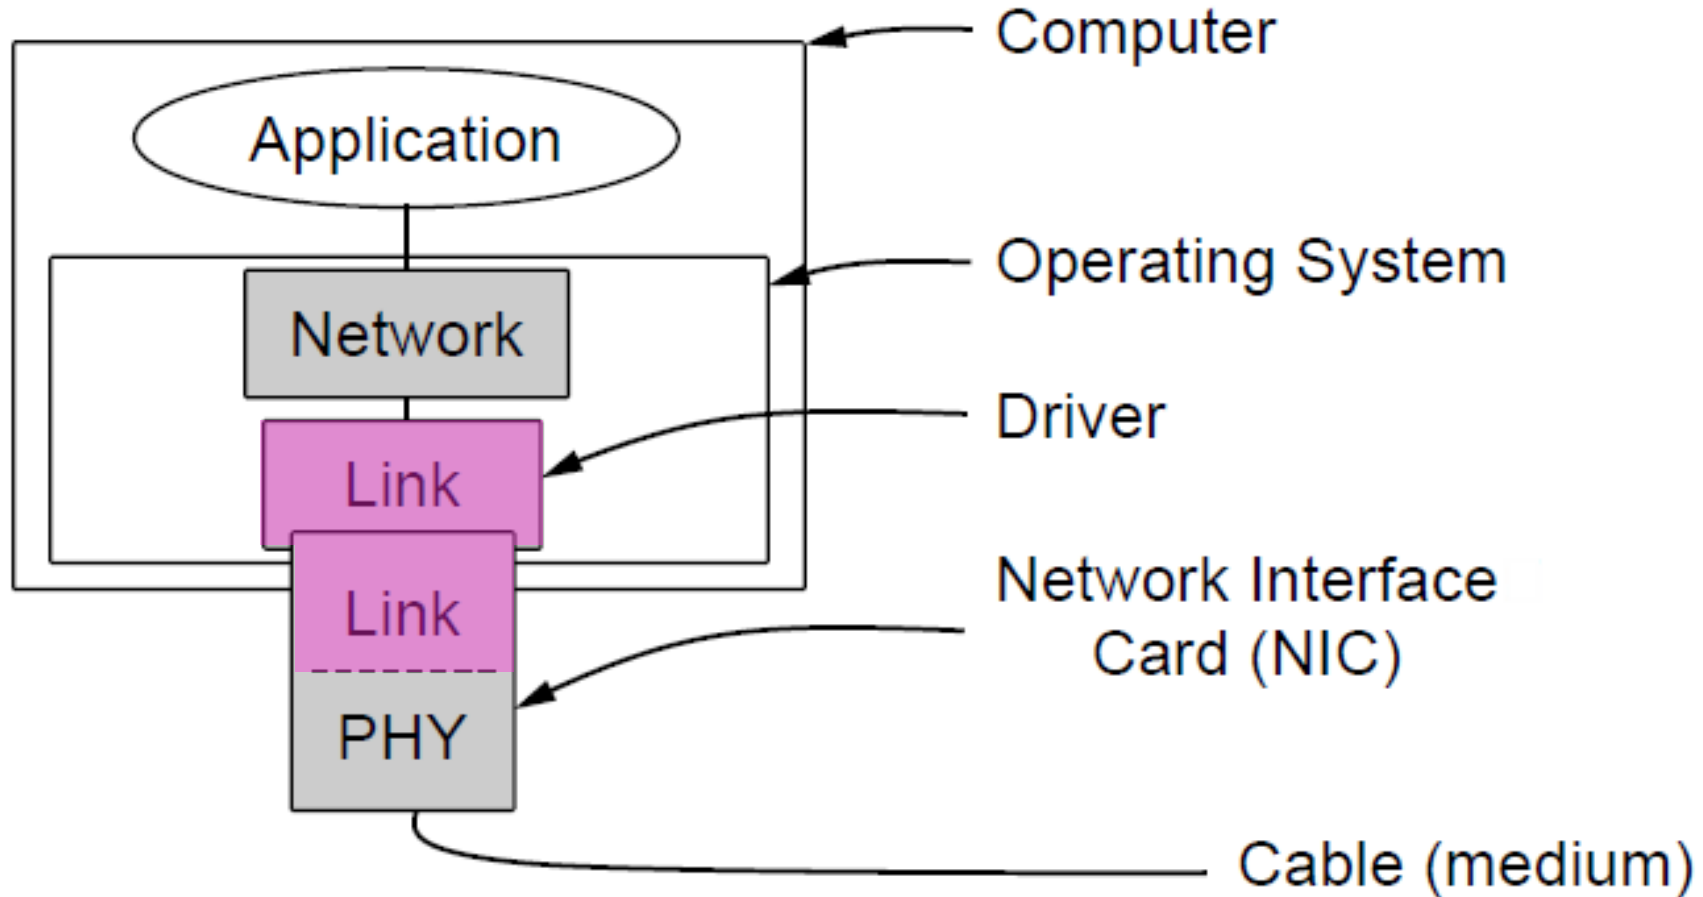 Computer
Application
Operating System
Network
Driver
Link
Network Interface
Link
Card (NIC)
PHY
Cable (medium)